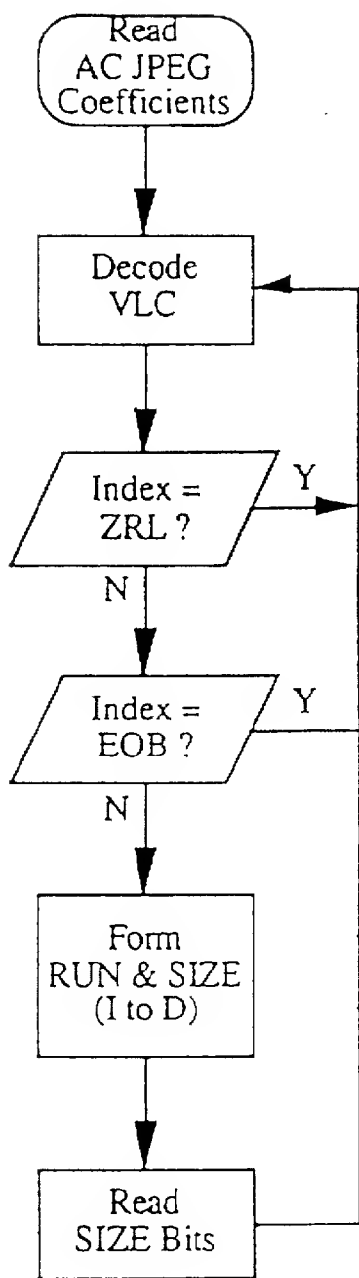 Read
AC JPEG
Coefficients
Decode
VLC
Index =
ZRL ?
Y
N
Index =
EOB ?
Y
N
Form
RUN & SIZE
(I to D)
Read
SIZE Bits